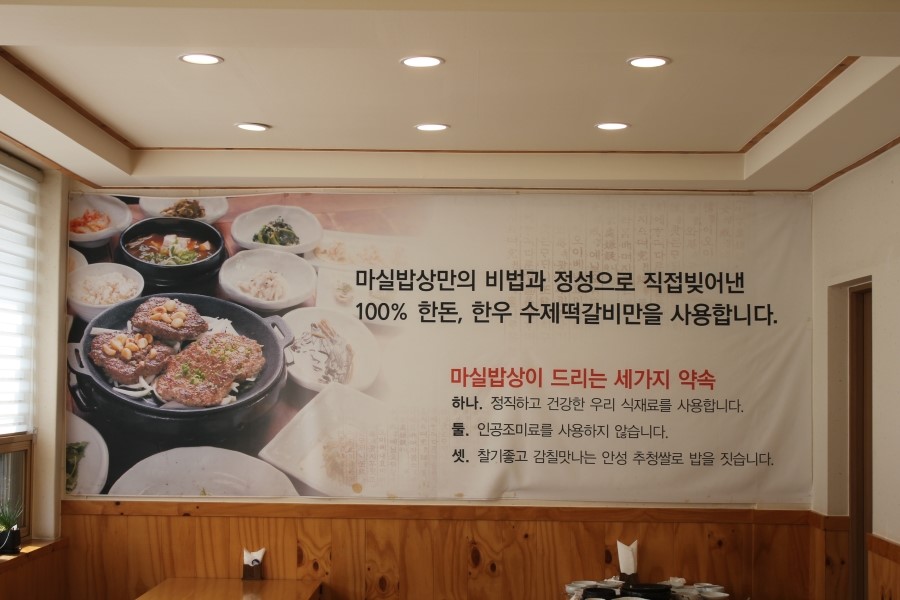 마실밥상만의 비법과 정성으로 직접빚어낸
100% 한돈, 한우 수제떡갈비만을 사용합니다.
마실밥상이 드리는 세가지 약속
하나. 정직하고 건강한 우리 식재료를 사용합니다.
둘. 인공조미료를 사용하지 않습니다.
셋. 찰기좋고 감칠맛나는 안성 추청쌀로 밥을 짓습니다.